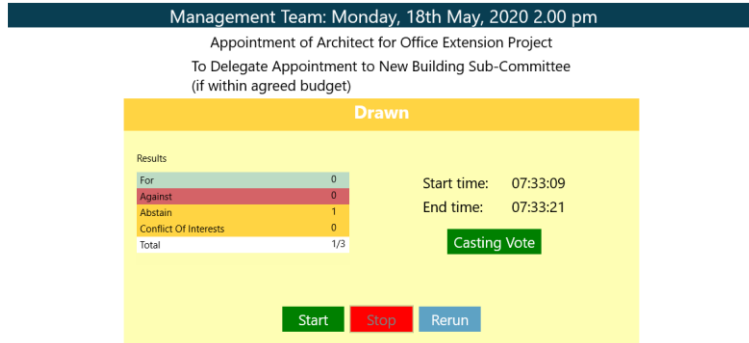 Management Team: Monday, 18th May, 2020 2.00 pm
Appointment of Architect for Office Extension Project
To Delegate Appointment to New Building Sub-Committee
(if within agreed budget)
Drawn
Results
For 0
Against 0
Abstain 1
Conflict Of Interests 0
Total 1/3
Start time: 07:33:09
End time: 07:33:21
Casting Vote
Start Stop Rerun